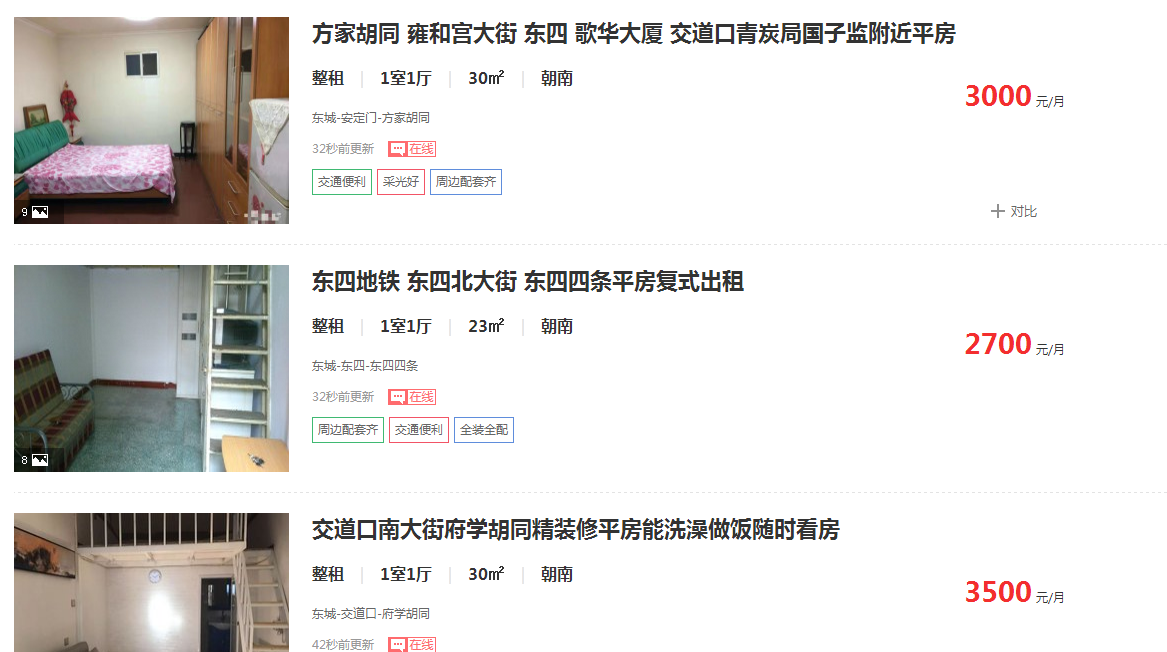 方家胡同 雍和宫大街 东四 歌华大厦 交道口青炭局国子监附近平房
整租 1室1厅 30㎡ 朝南
3000 元/月
东城-安定门-方家胡同
32秒前更新 在线
交通便利 采光好 周边配套齐
9
对比
东四地铁 东四北大街 东四四条平房复式出租
整租 1室1厅 23㎡ 朝南
2700 元/月
东城-东四-东四四条
32秒前更新 在线
周边配套齐 交通便利 全装全配
8
交道口南大街府学胡同精装修平房能洗澡做饭随时看房
整租 1室1厅 30㎡ 朝南
3500 元/月
东城-交道口-府学胡同
42秒前更新 在线